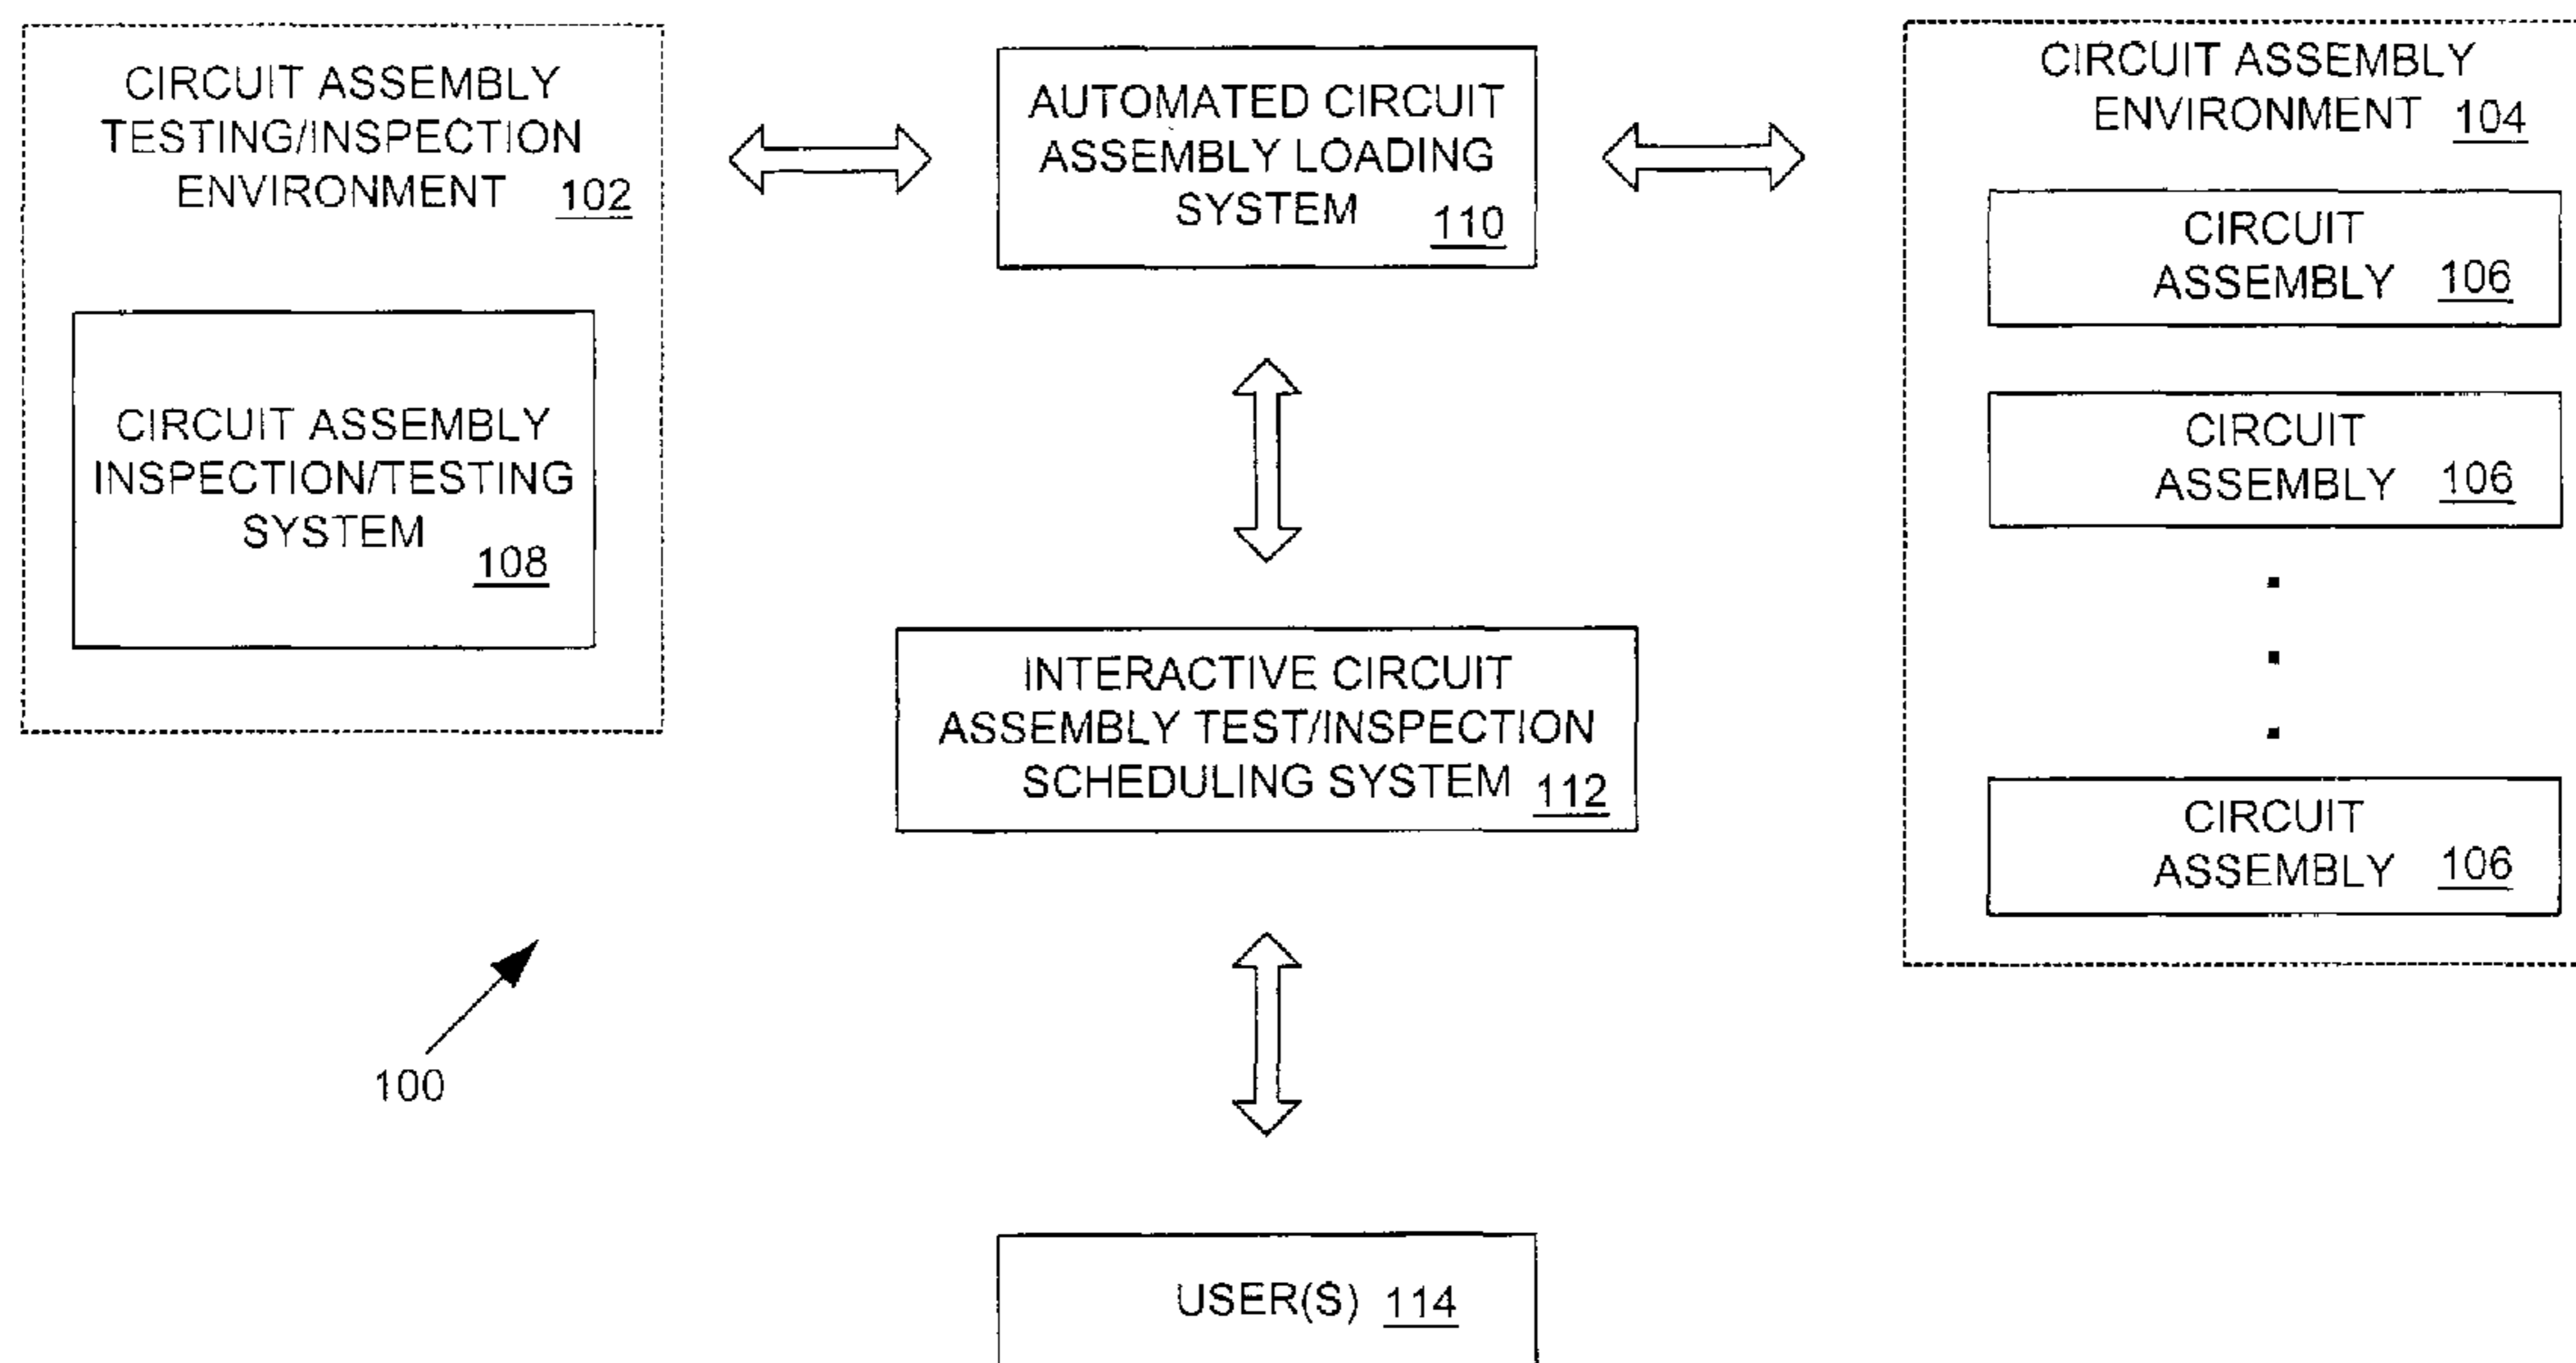 CIRCUIT ASSEMBLY
TESTING/INSPECTION
ENVIRONMENT 102
CIRCUIT ASSEMBLY
INSPECTION/TESTING
SYSTEM
108
AUTOMATED CIRCUIT
ASSEMBLY LOADING
SYSTEM 110
CIRCUIT ASSEMBLY
ENVIRONMENT 104
CIRCUIT
ASSEMBLY 106
CIRCUIT
ASSEMBLY 106
CIRCUIT
ASSEMBLY 106
INTERACTIVE CIRCUIT
ASSEMBLY TEST/INSPECTION
SCHEDULING SYSTEM 112
100
USER(S) 114